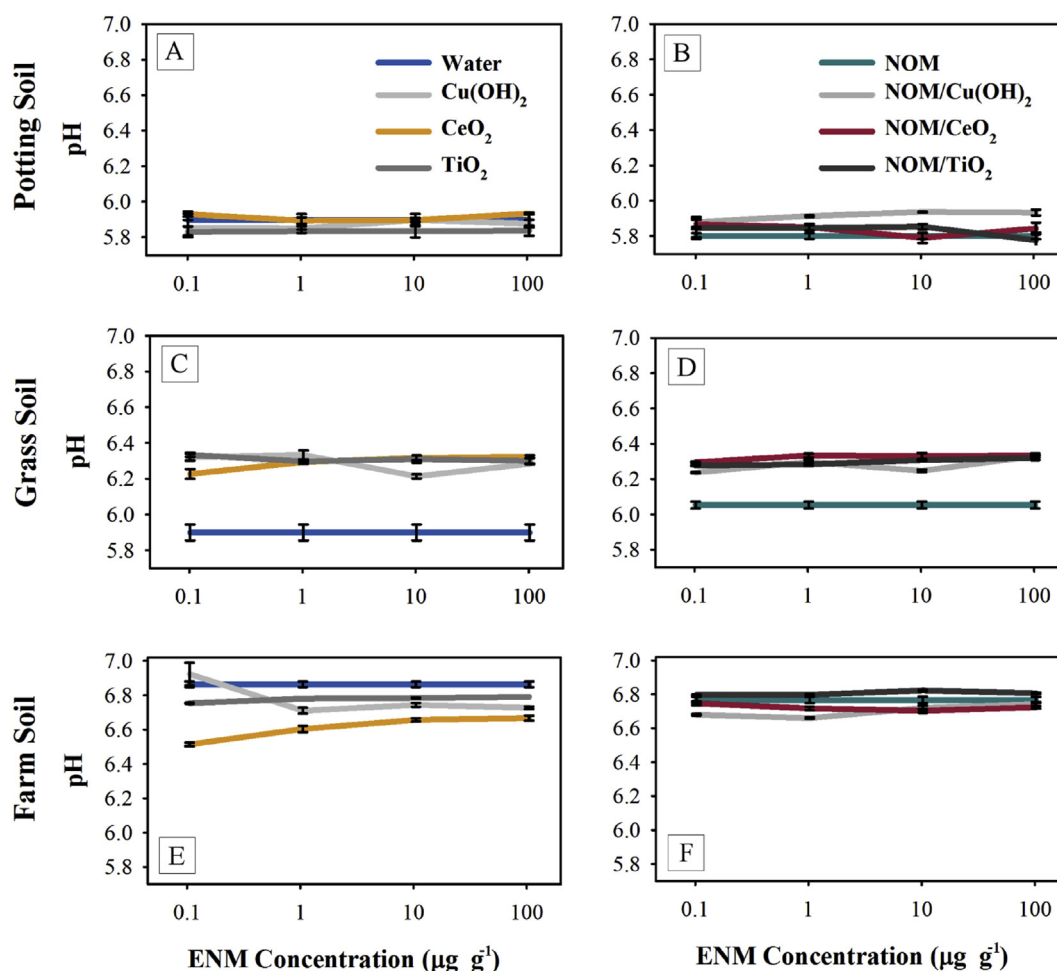 Potting Soil
pH
7.0
6.8
6.6
6.4
6.2
6.0
5.8
A
Water
Cu(OH)2
CeO2
TiO2
0.1 1 10 100
7.0
6.8
6.6
6.4
6.2
6.0
5.8
B
NOM
NOM/Cu(OH)2
NOM/CeO2
NOM/TiO2
0.1 1 10 100
Grass Soil
pH
7.0
6.8
6.6
6.4
6.2
6.0
5.8
C
0.1 1 10 100
7.0
6.8
6.6
6.4
6.2
6.0
5.8
D
0.1 1 10 100
Farm Soil
pH
7.0
6.8
6.6
6.4
6.2
6.0
5.8
E
0.1 1 10 100
ENM Concentration (μg g-1)
7.0
6.8
6.6
6.4
6.2
6.0
5.8
F
0.1 1 10 100
ENM Concentration (μg g-1)